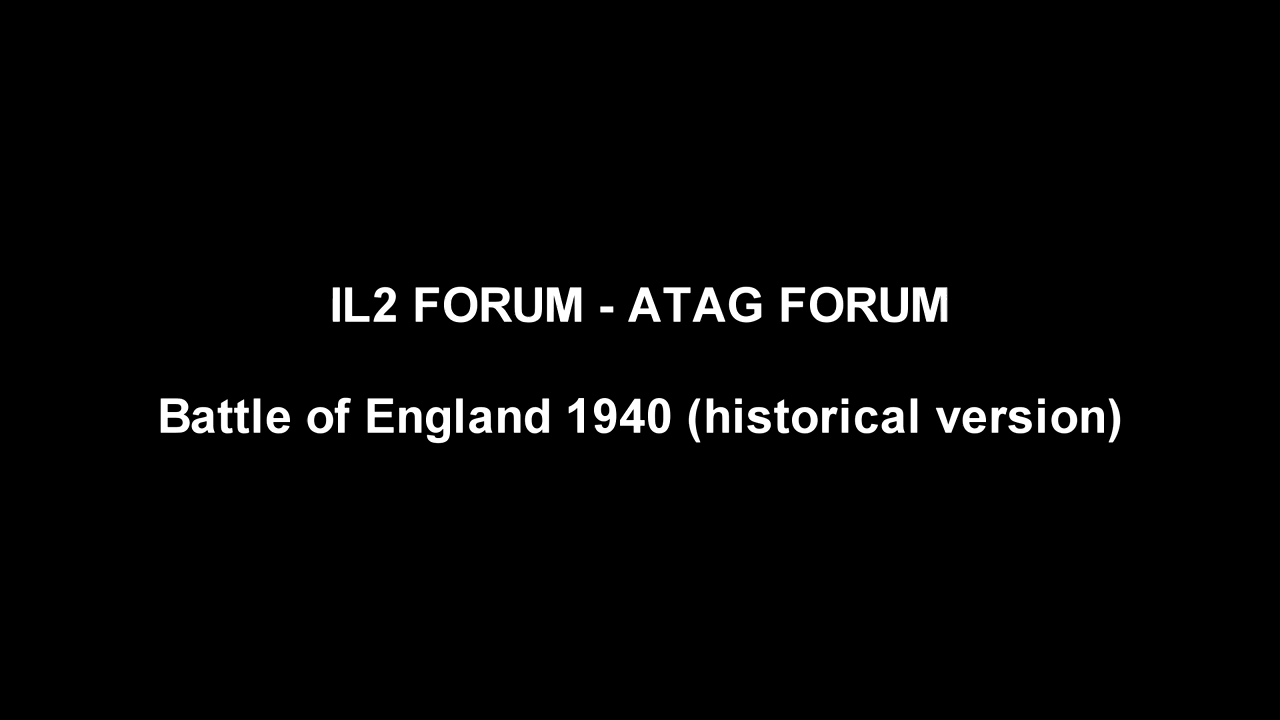 IL2 FORUM - ATAG FORUM
Battle of England 1940 (historical version)